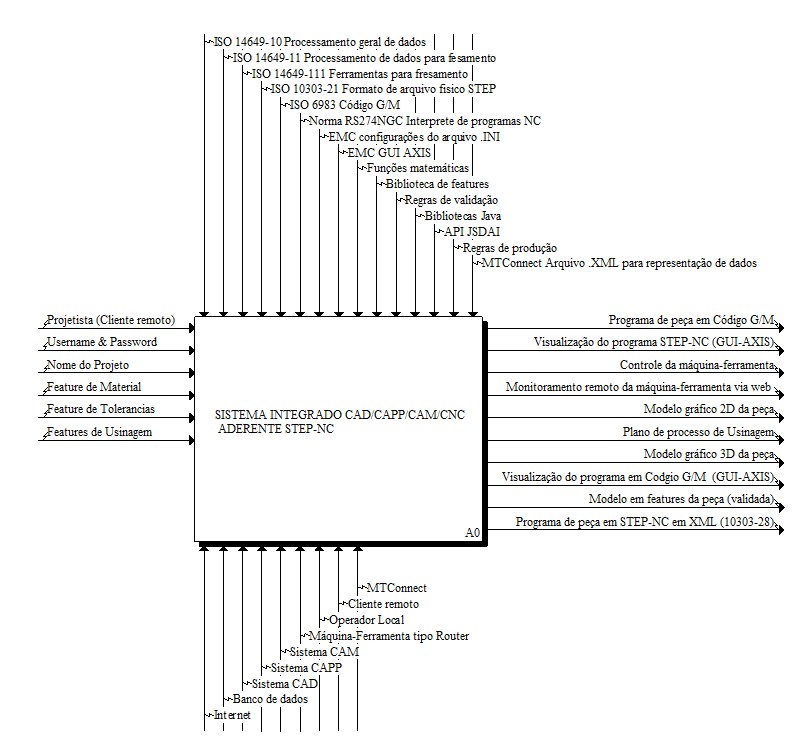 ISO 14649-10 Processamento geral de dados
ISO 14649-11 Processamento de dados para fesamento
ISO 14649-111 Ferramentas para fresamento
ISO 10303-21 Formato de arquivo fisico STEP
ISO 6983 Código G/M
Norma RS274NGC Interprete de programas NC
EMC configurações do arquivo .INI
EMC GUI AXIS
Funções matemáticas
Biblioteca de features
Regras de validação
Bibliotecas Java
API JSDAI
Regras de produção
MTConnect Arquivo .XML para representação de dados
Projetista (Cliente remoto)
Username & Password
Nome do Projeto
Feature de Material
Feature de Tolerancias
Features de Usinagem
SISTEMA INTEGRADO CAD/CAPP/CAM/CNC
ADERENTE STEP-NC
A0
Programa de peça em Código G/M
Visualização do programa STEP-NC (GUI-AXIS)
Controle da máquina-ferramenta
Monitoramento remoto da máquina-ferramenta via web
Modelo gráfico 2D da peça
Plano de processo de Usinagem
Modelo gráfico 3D da peça
Visualização do programa em Codgio G/M (GUI-AXIS)
Modelo em features da peça (validada)
Programa de peça em STEP-NC em XML (10303-28)
MTConnect
Cliente remoto
Operador Local
Máquina-Ferramenta tipo Router
Sistema CAM
Sistema CAPP
Sistema CAD
Banco de dados
Internet